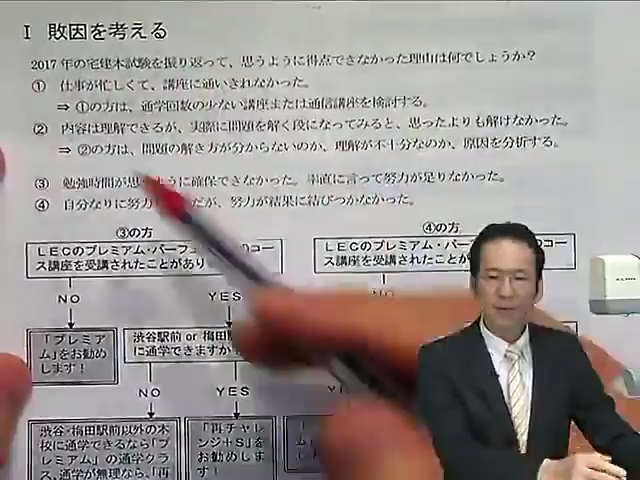 Ⅰ 敗因を考える
2017年の宅建本試験を振り返って、思うように得点できなかった理由は何でしょうか？
① 仕事が忙しくて、講座に通いきれなかった。
⇒ ①の方は、通学回数の少ない講座または通信講座を検討する。
② 内容は理解できるが、実際に問題を解く段になってみると、思ったよりも解けなかった。
⇒ ②の方は、問題の解き方が分からないのか、理解が不十分なのか、原因を分析する。
③ 勉強時間が思うように確保できなかった。率直に言って努力が足りなかった。
④ 自分なりに努力 だが、努力が結果に結びつかなかった。
③の方
④の方
LECのプレミアム・パーフェ のコー
ス講座を受講されたことがあり
LECのプレミアム・パー
ス講座を受講されたことが
NO
YES
「プレミア
ム」をお勧め
します！
渋谷駅前 or 梅田
に通学できますか
NO
YES
渋谷・梅田駅前以外の本
校に通学できるなら「プ
レミアム」の通学クラ
ス、通学が無理なら、「再
「再チャレ
ンジ＋S」を
お勧めしま
す！